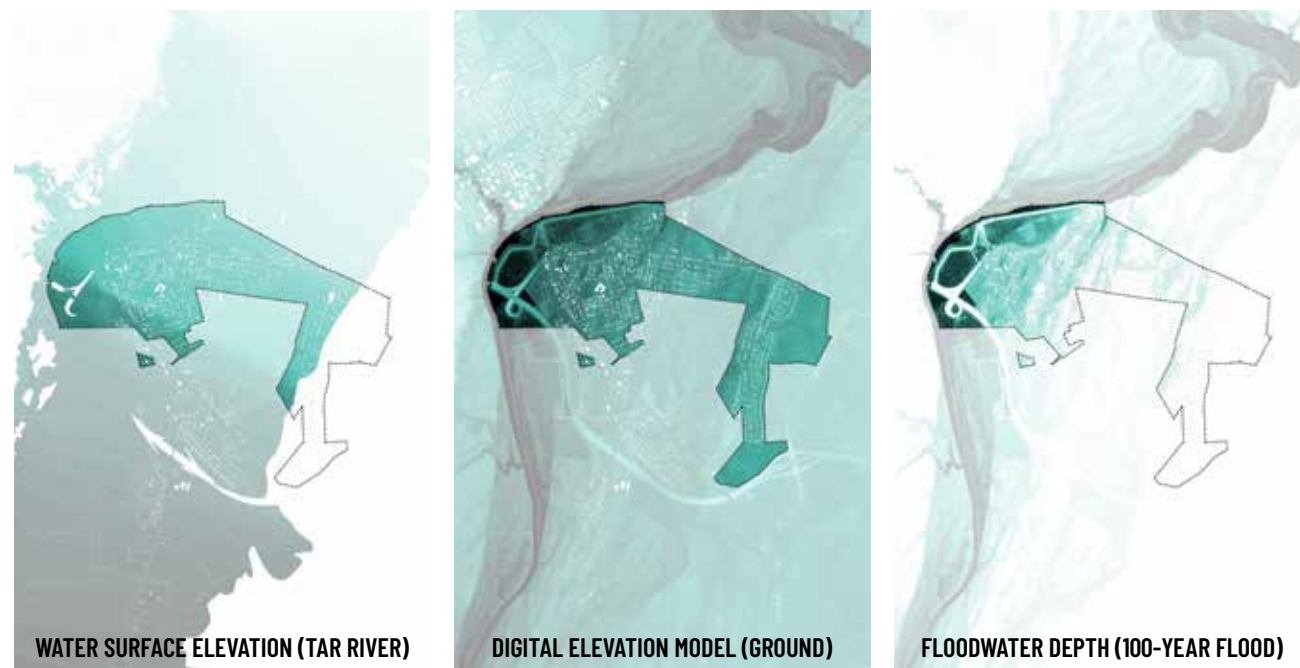 WATER SURFACE ELEVATION (TAR RIVER)
DIGITAL ELEVATION MODEL (GROUND)
FLOODWATER DEPTH (100-YEAR FLOOD)